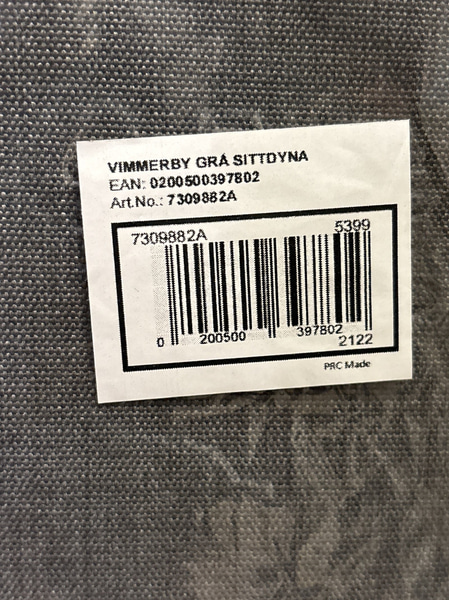 VIMMERBY GRÅ SITTDYNA
EAN: 0200500397802
Art.No.: 7309882A
7309882A 5399
0 200500 397802
2122
PRC Made